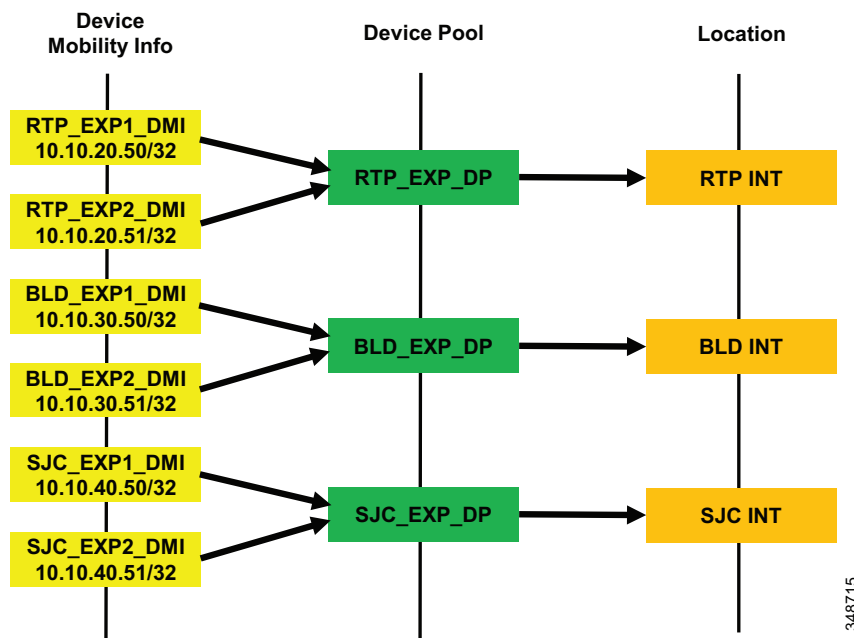 Device
Mobility Info
Device Pool
Location
RTP_EXP1_DMI
10.10.20.50/32
RTP_EXP2_DMI
10.10.20.51/32
RTP_EXP_DP
RTP INT
BLD_EXP1_DMI
10.10.30.50/32
BLD_EXP2_DMI
10.10.30.51/32
BLD_EXP_DP
BLD INT
SJC_EXP1_DMI
10.10.40.50/32
SJC_EXP2_DMI
10.10.40.51/32
SJC_EXP_DP
SJC INT
348715